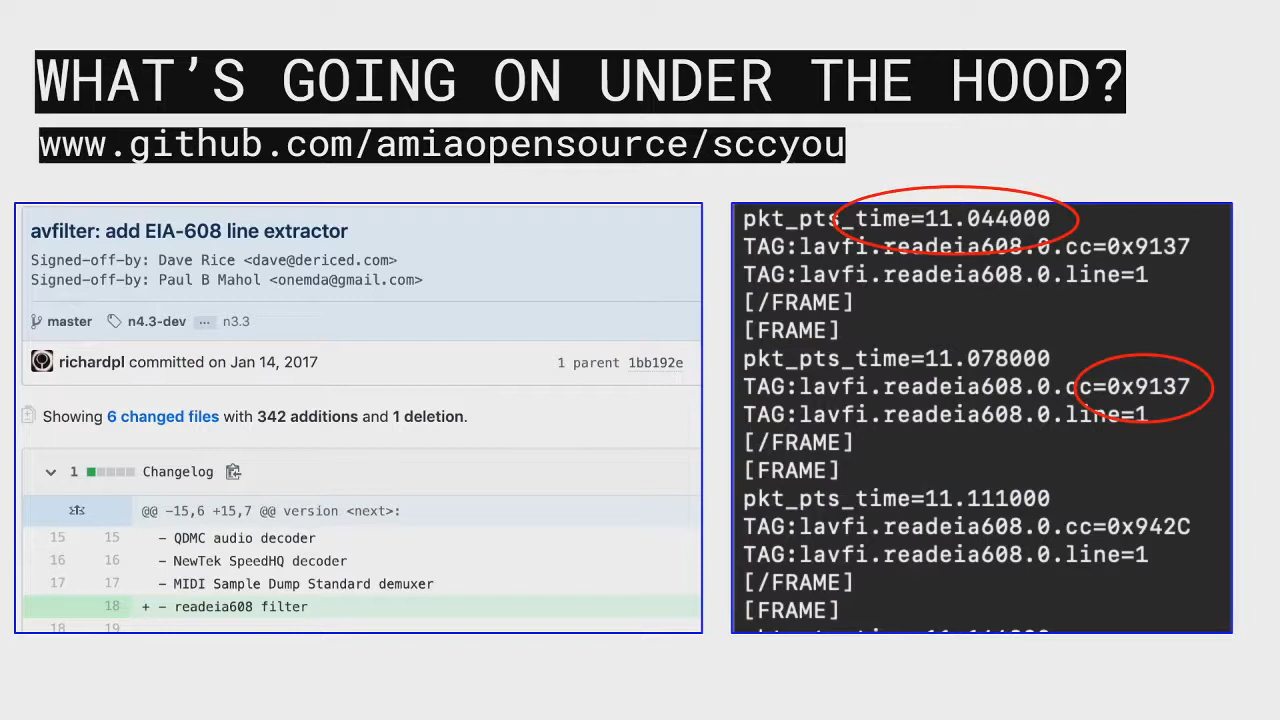 WHAT'S GOING ON UNDER THE HOOD?
www.github.com/amiaopensource/sccyou
avfilter: add EIA-608 line extractor
Signed-off-by: Dave Rice <dave@dericed.com>
Signed-off-by: Paul B Mahol <onemda@gmail.com>
master n4.3-dev ... n3.3
richardpl committed on Jan 14, 2017 1 parent 1bb192e
Showing 6 changed files with 342 additions and 1 deletion.
1 Changelog
@@ -15,6 +15,7 @@ version <next>:
15 15 - QDMC audio decoder
16 16 - NewTek SpeedHQ decoder
17 17 - MIDI Sample Dump Standard demuxer
18 + - readeia608 filter
18 19
pkt_pts_time=11.044000
TAG:lavfi.readeia608.0.cc=0x9137
TAG:lavfi.readeia608.0.line=1
[/FRAME]
[FRAME]
pkt_pts_time=11.078000
TAG:lavfi.readeia608.0.cc=0x9137
TAG:lavfi.readeia608.0.line=1
[/FRAME]
[FRAME]
pkt_pts_time=11.111000
TAG:lavfi.readeia608.0.cc=0x942C
TAG:lavfi.readeia608.0.line=1
[/FRAME]
[FRAME]